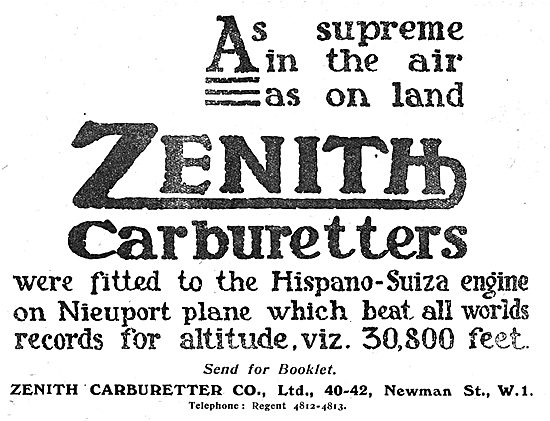 As supreme
in the air
as on land
ZENITH
Carburetters
were fitted to the Hispano-Suiza engine
on Nieuport plane which beat all worlds
records for altitude, viz. 30,800 feet.
Send for Booklet.
ZENITH CARBURETTER CO., Ltd., 40-42, Newman St., W.1.
Telephone: Regent 4812-4813.